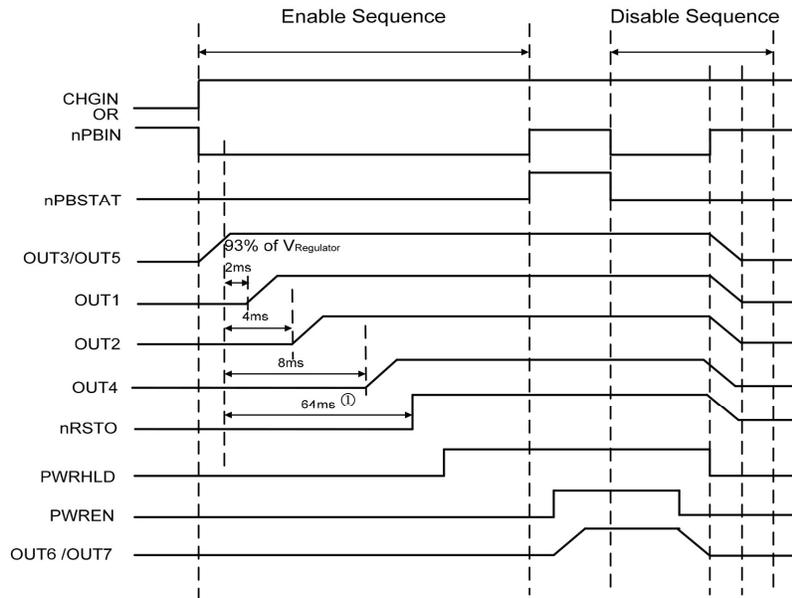 Enable Sequence
Disable Sequence
CHGIN
OR
nPBIN
nPBSTAT
93% of VRegulator
OUT3/OUT5
2ms
OUT1
4ms
OUT2
8ms
OUT4
64ms ①
nRSTO
PWRHLD
PWREN
OUT6 /OUT7